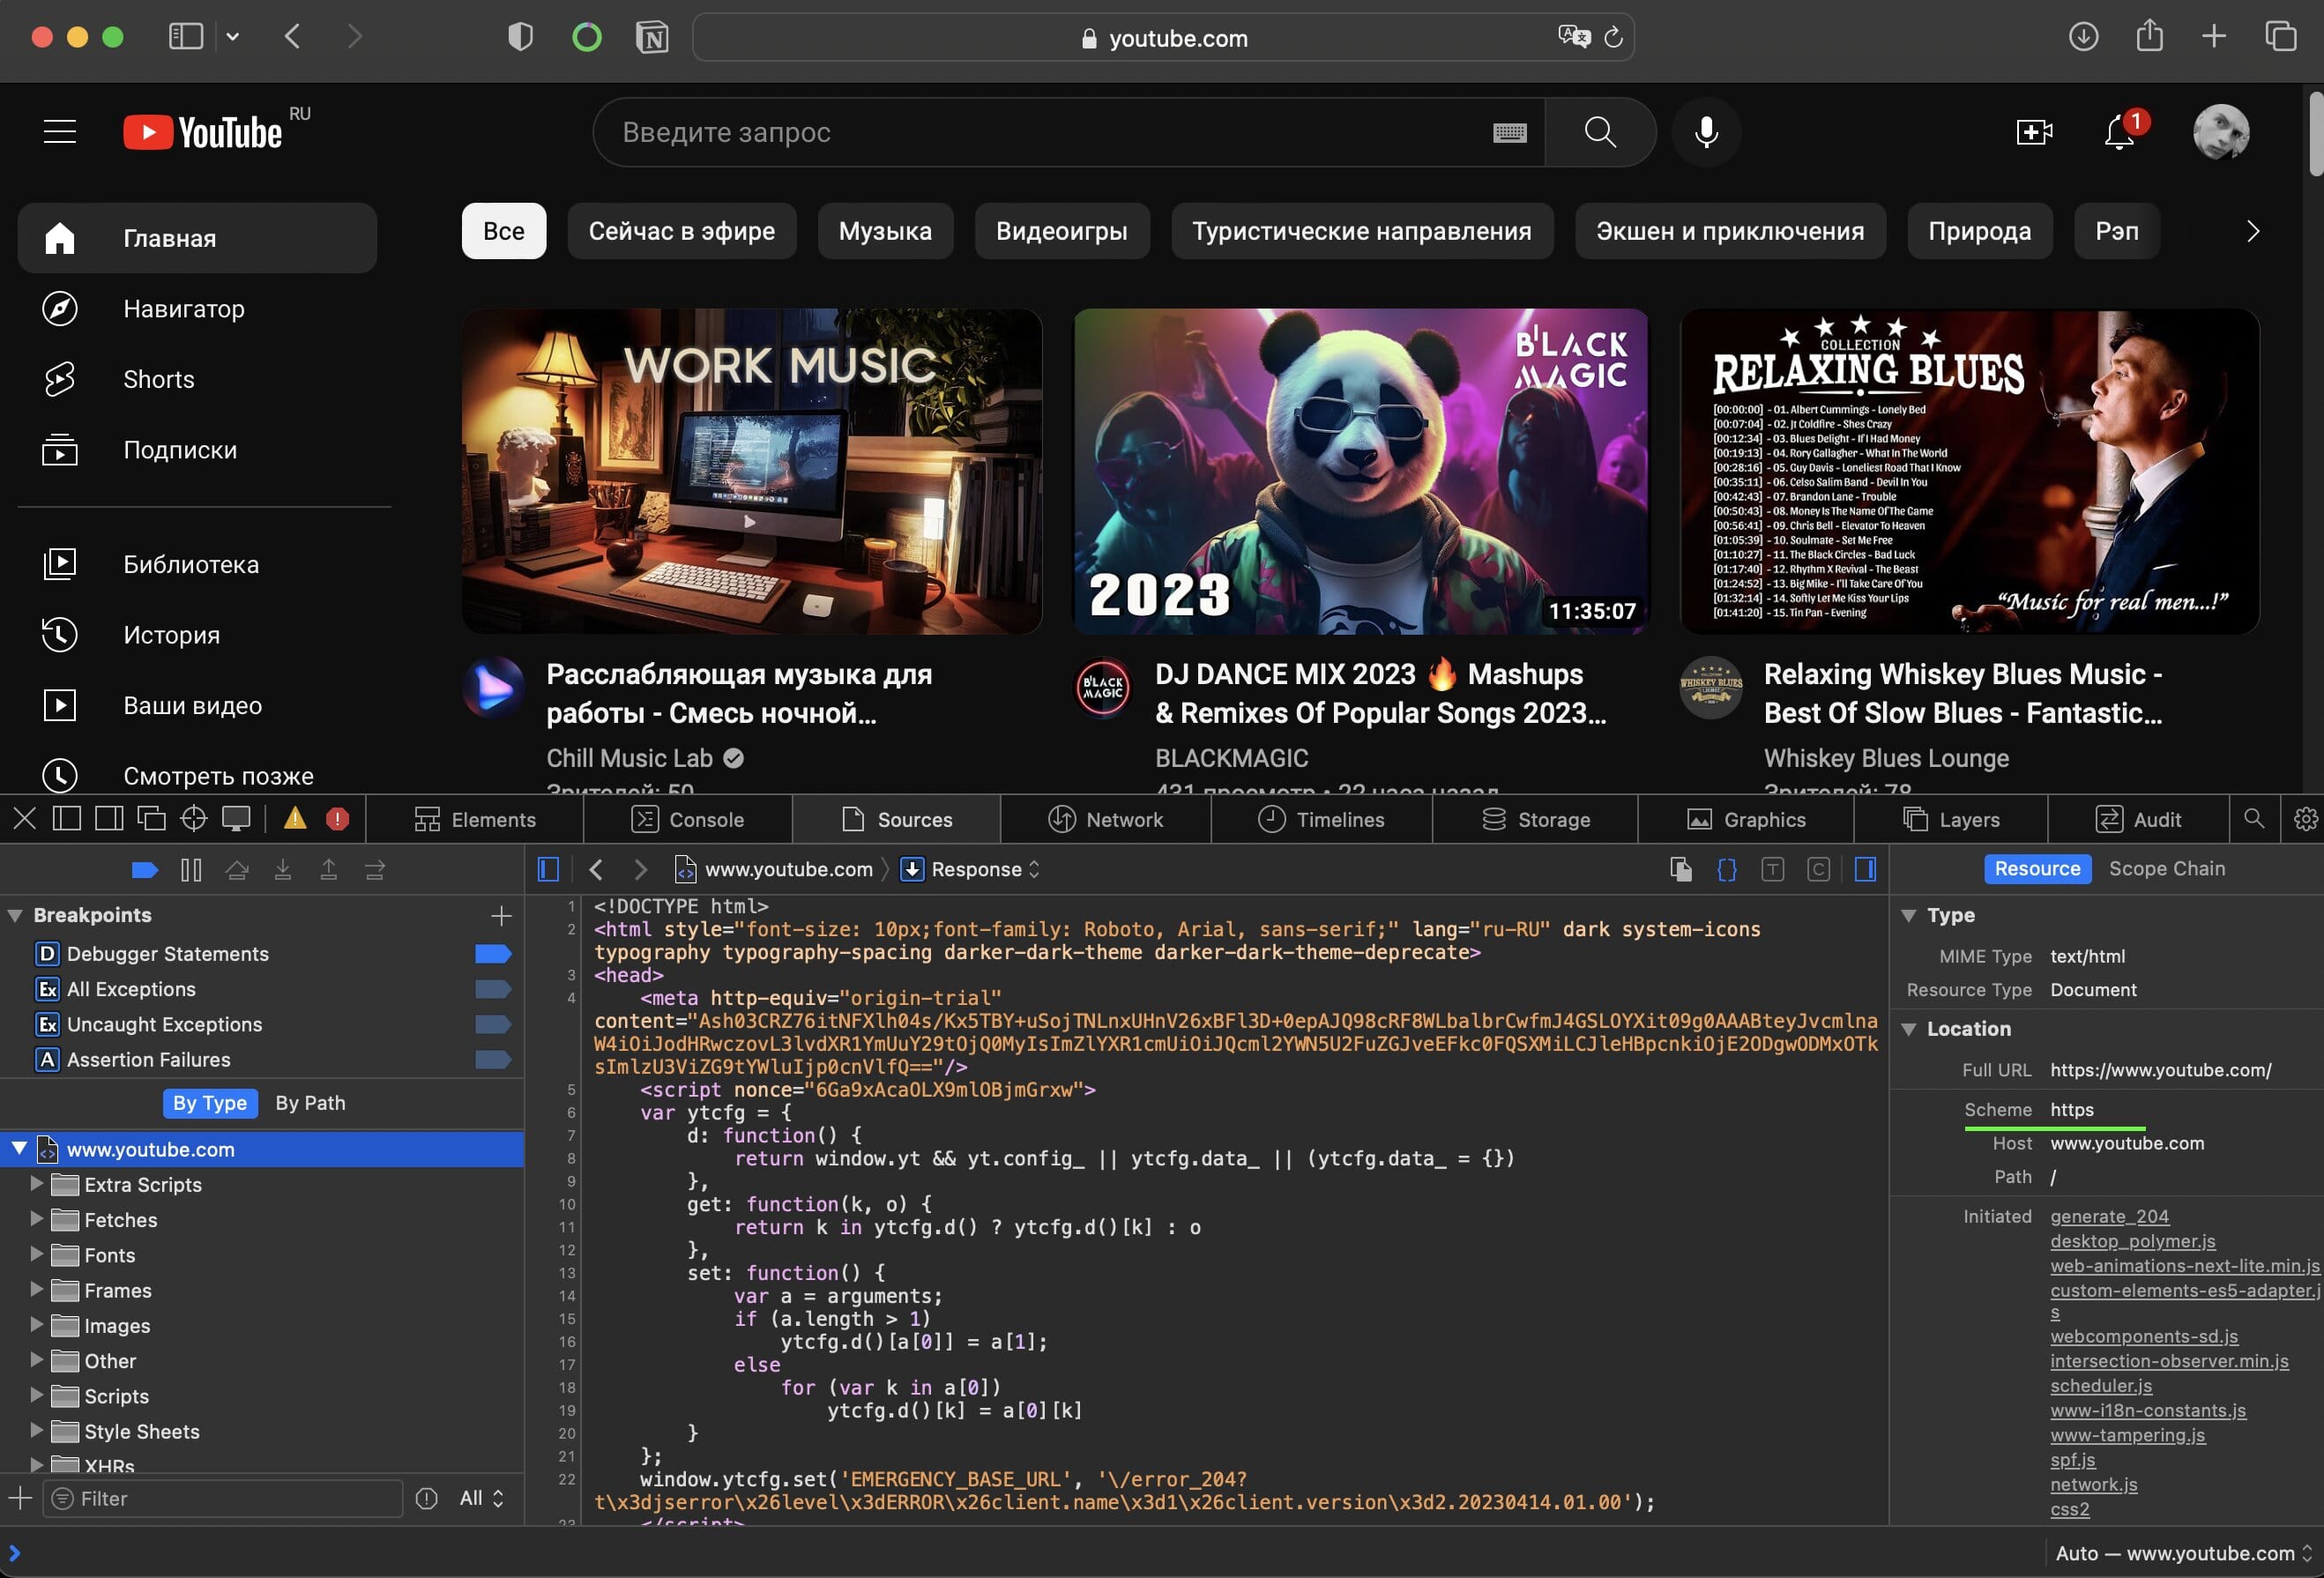 youtube.com
YouTube RU
Введите запрос
1
Главная
Навигатор
Shorts
Подписки
Библиотека
История
Ваши видео
Смотреть позже
Все
Сейчас в эфире
Музыка
Видеоигры
Туристические направления
Экшен и приключения
Природа
Рэп
WORK MUSIC
B'LACK
MAGIC
2023
11:35:07
COLLECTION
RELAXING BLUES
[00:00:00] - 01. Albert Cummings - Lonely Bed
[00:07:04] - 02. Jt Coldfire - Shes Crazy
[00:12:34] - 03. Blues Delight - If I Had Money
[00:19:13] - 04. Rory Gallagher - What In The World
[00:28:16] - 05. Guy Davis - Loneliest Road That I Know
[00:35:11] - 06. Celso Salim Band - Devil In You
[00:42:43] - 07. Brandon Lane - Trouble
[00:50:43] - 08. Money Is The Name Of The Game
[00:56:41] - 09. Chris Bell - Elevator To Heaven
[01:05:39] - 10. Soulmate - Set Me Free
[01:10:27] - 11. The Black Circles - Bad Luck
[01:17:40] - 12. Rhythm X Revival - The Beast
[01:24:52] - 13. Big Mike - I'll Take Care Of You
[01:32:14] - 14. Softly Let Me Kiss Your Lips
[01:41:20] - 15. Tin Pan - Evening
“Music for real men...!”
Расслабляющая музыка для
работы - Смесь ночной...
Chill Music Lab
Зрителей: 50
B'LACK
MAGIC
DJ DANCE MIX 2023 🔥 Mashups
& Remixes Of Popular Songs 2023...
BLACKMAGIC
431 просмотр • 22 часа назад
WHISKEY BLUES
Relaxing Whiskey Blues Music -
Best Of Slow Blues - Fantastic...
Whiskey Blues Lounge
Зрителей: 78
Elements
Console
Sources
Network
Timelines
Storage
Graphics
Layers
Audit
Breakpoints
D Debugger Statements
Ex All Exceptions
Ex Uncaught Exceptions
A Assertion Failures
By Type By Path
www.youtube.com
Extra Scripts
Fetches
Fonts
Frames
Images
Other
Scripts
Style Sheets
XHRs
Filter
All
www.youtube.com
Response
{} T C
1 <!DOCTYPE html>
2 <html style="font-size: 10px;font-family: Roboto, Arial, sans-serif;" lang="ru-RU" dark system-icons
typography typography-spacing darker-dark-theme darker-dark-theme-deprecate>
3 <head>
4 <meta http-equiv="origin-trial"
content="Ash03CRZ76itNFXlh04s/Kx5TBY+uSojTNLnxUHnV26xBFl3D+0epAJQ98cRF8WLbalbrCwfmJ4GSLOYXit09g0AAABteyJvcmlna
W4iOiJodHRwczovL3lvdXR1YmUuY29tOjQ0MyIsImZlYXR1cmUiOiJQcml2YWN5U2FuZGJveEFkc0FQSXMiLCJleHBpcnkiOjE2ODgwODMxOTk
sImlzU3ViZG9tYWluIjp0cnVlfQ=="/>
5 <script nonce="6Ga9xAcaOLX9mlOBjmGrxw">
6 var ytcfg = {
7 d: function() {
8 return window.yt && yt.config_ || ytcfg.data_ || (ytcfg.data_ = {})
9 },
10 get: function(k, o) {
11 return k in ytcfg.d() ? ytcfg.d()[k] : o
12 },
13 set: function() {
14 var a = arguments;
15 if (a.length > 1)
16 ytcfg.d()[a[0]] = a[1];
17 else
18 for (var k in a[0])
19 ytcfg.d()[k] = a[0][k]
20 }
21 };
22 window.ytcfg.set('EMERGENCY_BASE_URL', '\/error_204?
t\x3djserror\x26level\x3dERROR\x26client.name\x3d1\x26client.version\x3d2.20230414.01.00');
23 </script>
Resource Scope Chain
Type
MIME Type text/html
Resource Type Document
Location
Full URL https://www.youtube.com/
Scheme https
Host www.youtube.com
Path /
Initiated generate_204
desktop_polymer.js
web-animations-next-lite.min.js
custom-elements-es5-adapter.j
s
webcomponents-sd.js
intersection-observer.min.js
scheduler.js
www-i18n-constants.js
www-tampering.js
spf.js
network.js
css2
Auto — www.youtube.com